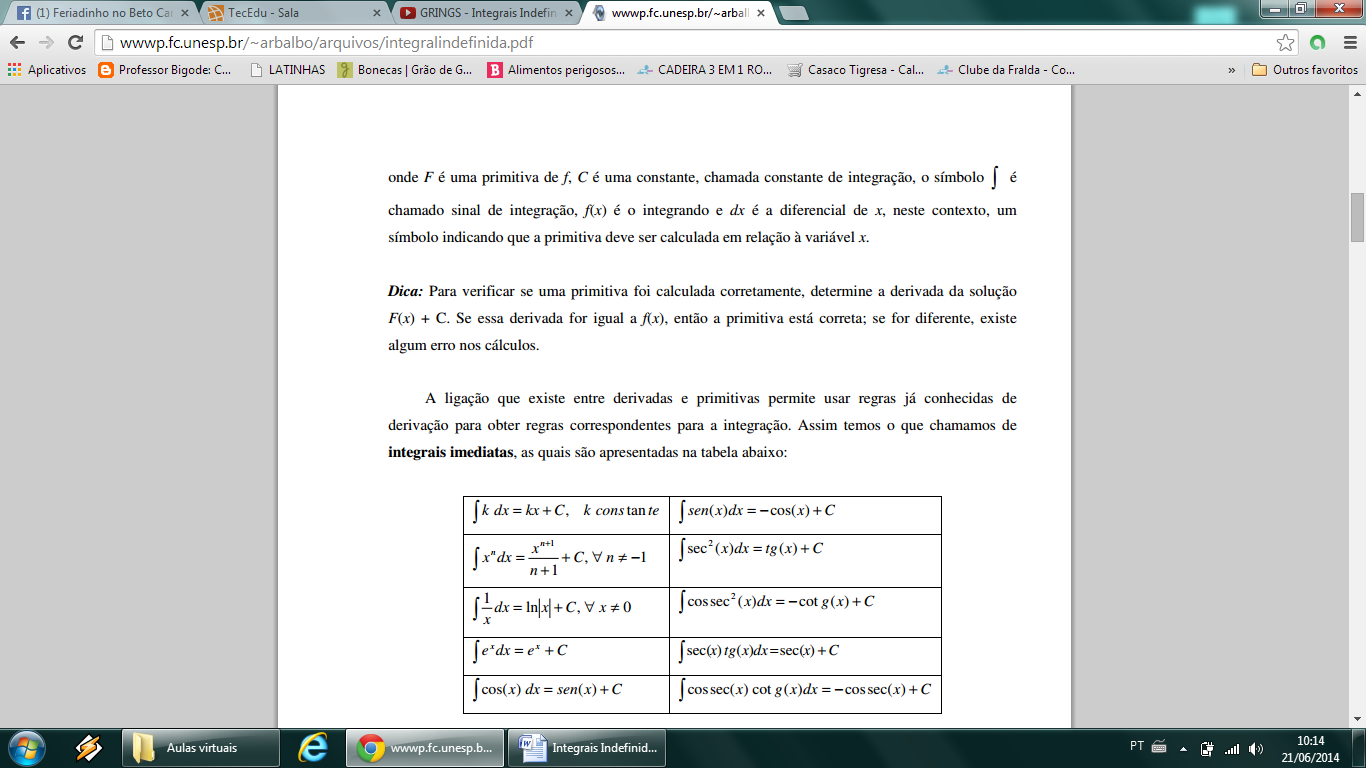 (1) Feriadinho no Beto Car
TecEdu - Sala
GRINGS - Integrais Indefin
wwwp.fc.unesp.br/~arbal
wwwp.fc.unesp.br/~arbalbo/arquivos/integralindefinida.pdf
Aplicativos Professor Bigode: C... LATINHAS Bonecas | Grão de G... Alimentos perigosos... CADEIRA 3 EM 1 RO... Casaco Tigresa - Cal... Clube da Fralda - Co... » Outros favoritos
onde F é uma primitiva de f, C é uma constante, chamada constante de integração, o símbolo ∫ é
chamado sinal de integração, f(x) é o integrando e dx é a diferencial de x, neste contexto, um
símbolo indicando que a primitiva deve ser calculada em relação à variável x.
Dica: Para verificar se uma primitiva foi calculada corretamente, determine a derivada da solução
F(x) + C. Se essa derivada for igual a f(x), então a primitiva está correta; se for diferente, existe
algum erro nos cálculos.
A ligação que existe entre derivadas e primitivas permite usar regras já conhecidas de
derivação para obter regras correspondentes para a integração. Assim temos o que chamamos de
integrais imediatas, as quais são apresentadas na tabela abaixo:
∫k dx = kx + C, k constante
∫sen(x)dx = −cos(x) + C
∫xⁿdx = xⁿ⁺¹/(n+1) + C, ∀ n ≠ −1
∫sec²(x)dx = tg(x) + C
∫1/x dx = ln|x| + C, ∀ x ≠ 0
∫cossec²(x)dx = −cotg(x) + C
∫eˣdx = eˣ + C
∫sec(x)tg(x)dx=sec(x) + C
∫cos(x) dx = sen(x) + C
∫cossec(x) cotg(x)dx = −cossec(x) + C
Aulas virtuais
wwwp.fc.unesp.b...
Integrais Indefinid...
PT
10:14
21/06/2014